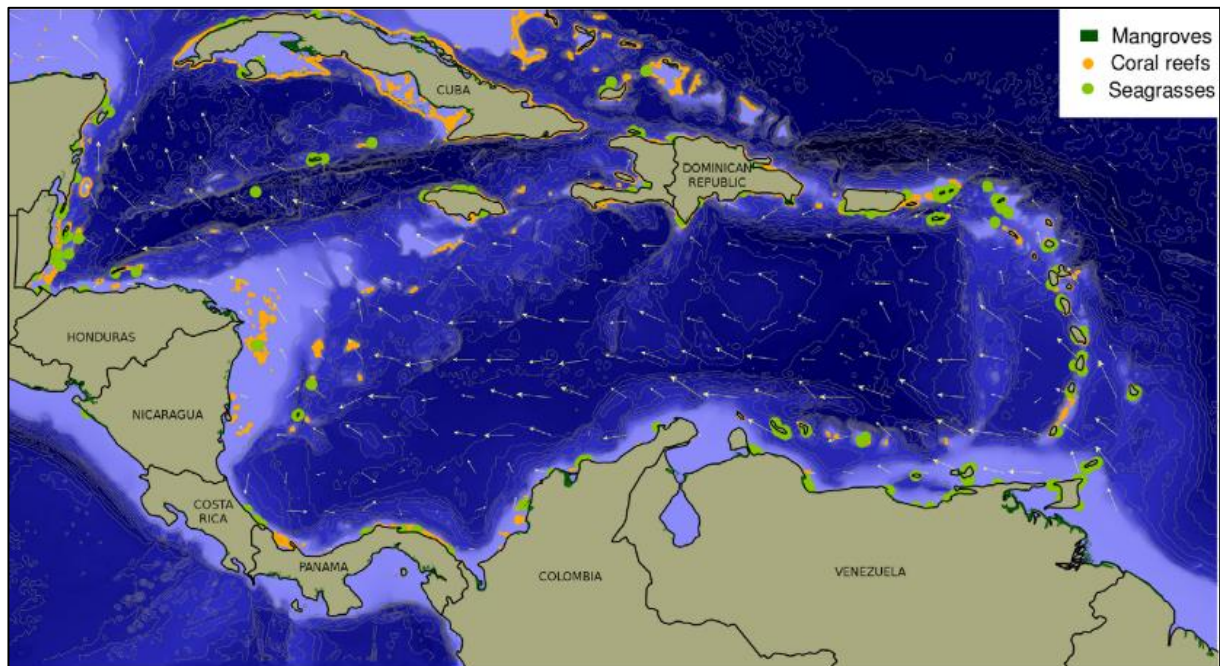 Mangroves
Coral reefs
Seagrasses
CUBA
DOMINICAN
REPUBLIC
HONDURAS
NICARAGUA
COSTA
RICA
PANAMA
COLOMBIA
VENEZUELA